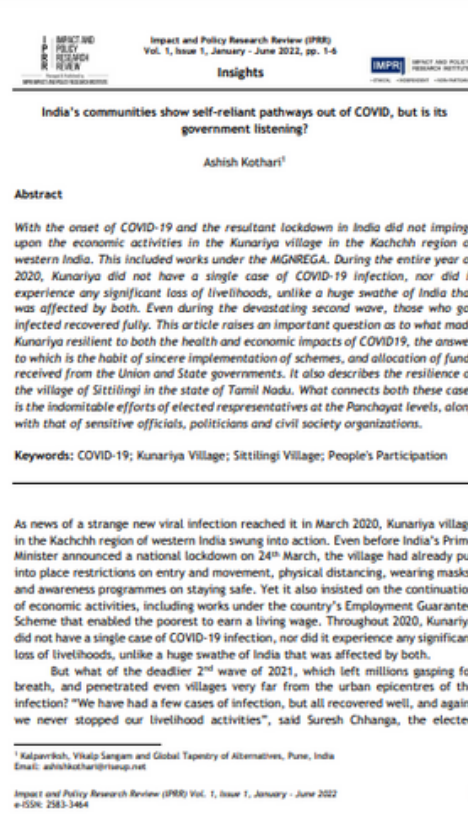 IPRR IMPACT AND POLICY RESEARCH REVIEW
Impact and Policy Research Review (IPRR)
Vol. 1, Issue 1, January - June 2022, pp. 1-6
Insights
IMPRI IMPACT AND POLICY RESEARCH INSTITUTE
India's communities show self-reliant pathways out of COVID, but is its
government listening?
Ashish Kothari¹
Abstract
With the onset of COVID-19 and the resultant lockdown in India did not imping
upon the economic activities in the Kunariya village in the Kachchh region o
western India. This included works under the MGNREGA. During the entire year o
2020, Kunariya did not have a single case of COVID-19 infection, nor did i
experience any significant loss of livelihoods, unlike a huge swathe of India tha
was affected by both. Even during the devastating second wave, those who go
infected recovered fully. This article raises an important question as to what mad
Kunariya resilient to both the health and economic impacts of COVID19, the answe
to which is the habit of sincere implementation of schemes, and allocation of fund
received from the Union and State governments. It also describes the resilience o
the village of Sittilingi in the state of Tamil Nadu. What connects both these case
is the indomitable efforts of elected respresentatives at the Panchayat levels, alon
with that of sensitive officials, politicians and civil society organizations.
Keywords: COVID-19; Kunariya Village; Sittilingi Village; People's Participation
As news of a strange new viral infection reached it in March 2020, Kunariya villag
in the Kachchh region of western India swung into action. Even before India's Prim
Minister announced a national lockdown on 24th March, the village had already pu
into place restrictions on entry and movement, physical distancing, wearing masks
and awareness programmes on staying safe. Yet it also insisted on the continuatio
of economic activities, including works under the country's Employment Guarante
Scheme that enabled the poorest to earn a living wage. Throughout 2020, Kunariy
did not have a single case of COVID-19 infection, nor did it experience any significan
loss of livelihoods, unlike a huge swathe of India that was affected by both.
But what of the deadlier 2nd wave of 2021, which left millions gasping fo
breath, and penetrated even villages very far from the urban epicentres of th
infection? "We have had a few cases of infection, but all recovered well, and again
we never stopped our livelihood activities", said Suresh Chhanga, the electe
¹ Kalpavriksh, Vikalp Sangam and Global Tapestry of Alternatives, Pune, India
Email: ashishkothari@riseup.net
Impact and Policy Research Review (IPRR) Vol. 1, Issue 1, January - June 2022
e-ISSN: 2583-3464